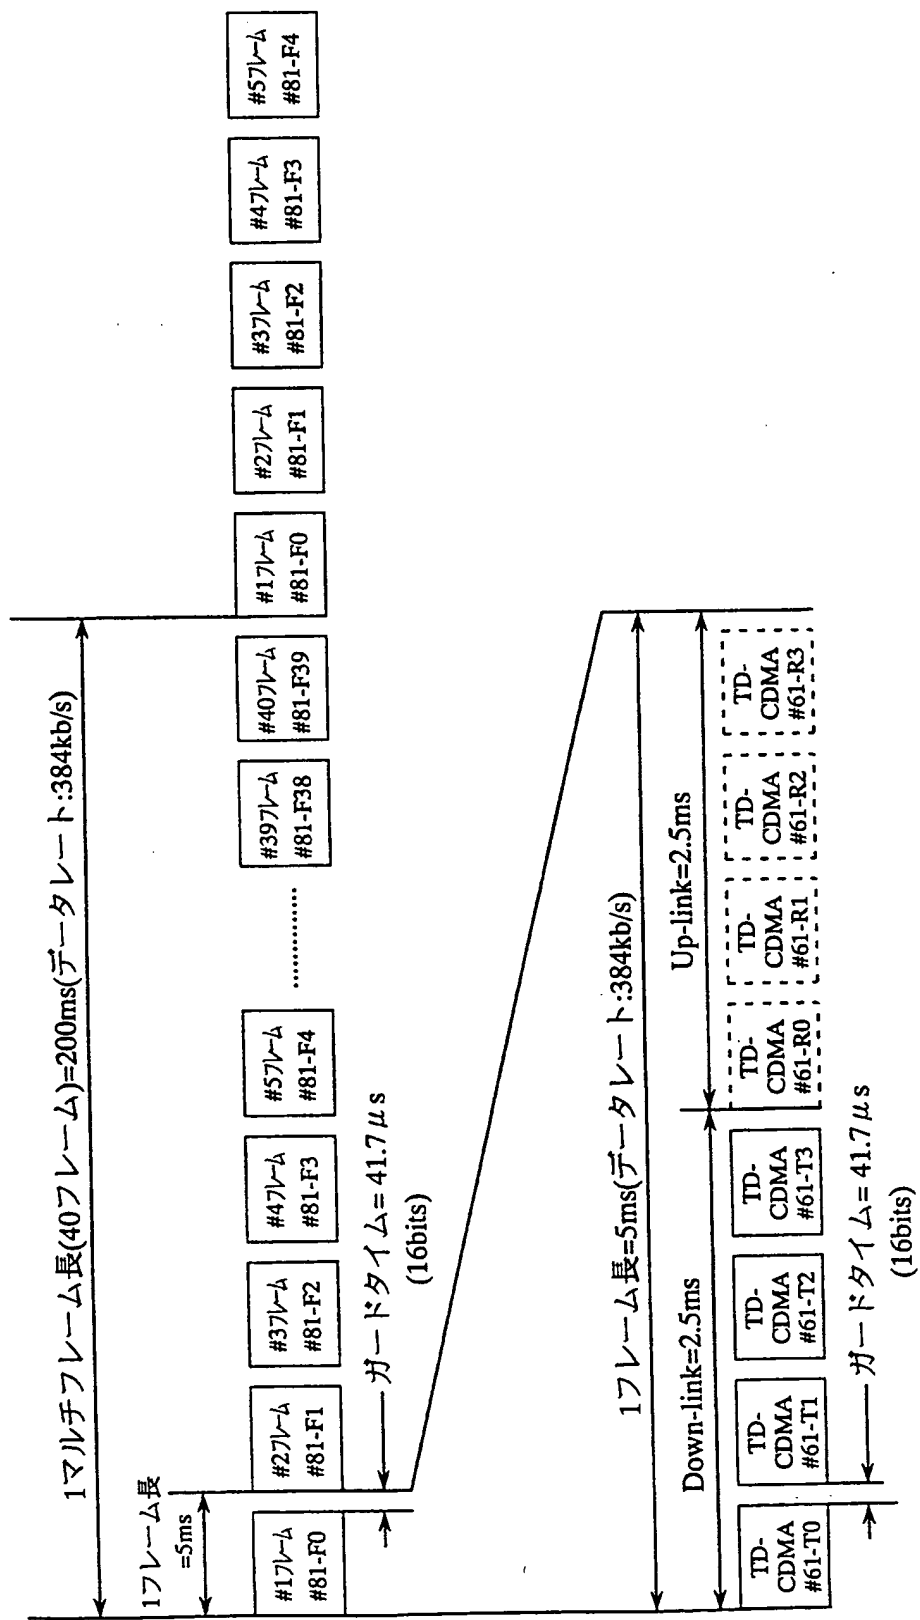 1マルチフレーム長(40フレーム)=200ms(データレート:384kb/s)
1フレーム長
=5ms
#1フレーム
#81-F0
#2フレーム
#81-F1
#3フレーム
#81-F2
#4フレーム
#81-F3
#5フレーム
#81-F4
............
#39フレーム
#81-F38
#40フレーム
#81-F39
#1フレーム
#81-F0
#2フレーム
#81-F1
#3フレーム
#81-F2
#4フレーム
#81-F3
#5フレーム
#81-F4
ガードタイム=41.7μs
(16bits)
1フレーム長=5ms(データレート:384kb/s)
Down-link=2.5ms
Up-link=2.5ms
TD-
CDMA
#61-T0
TD-
CDMA
#61-T1
TD-
CDMA
#61-T2
TD-
CDMA
#61-T3
TD-
CDMA
#61-R0
TD-
CDMA
#61-R1
TD-
CDMA
#61-R2
TD-
CDMA
#61-R3
ガードタイム=41.7μs
(16bits)